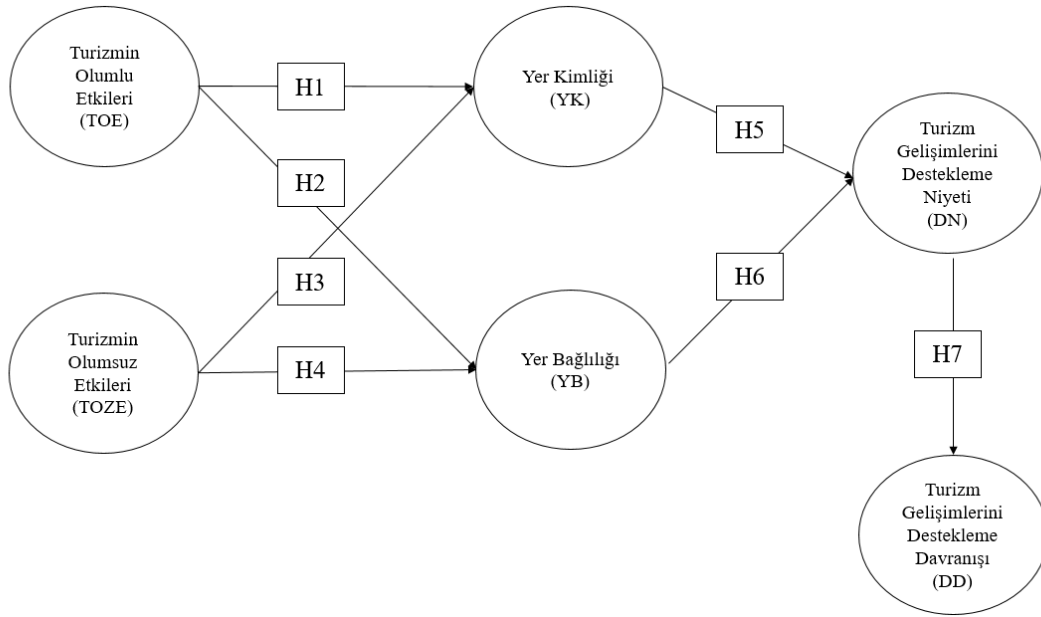 Turizmin
Olumlu
Etkileri
(TOE)
H1
Yer Kimliği
(YK)
H5
Turizm
Gelişimlerini
Destekleme
Niyeti
(DN)
H2
H3
H6
Turizmin
Olumsuz
Etkileri
(TOZE)
H4
Yer Bağlılığı
(YB)
H7
Turizm
Gelişimlerini
Destekleme
Davranışı
(DD)